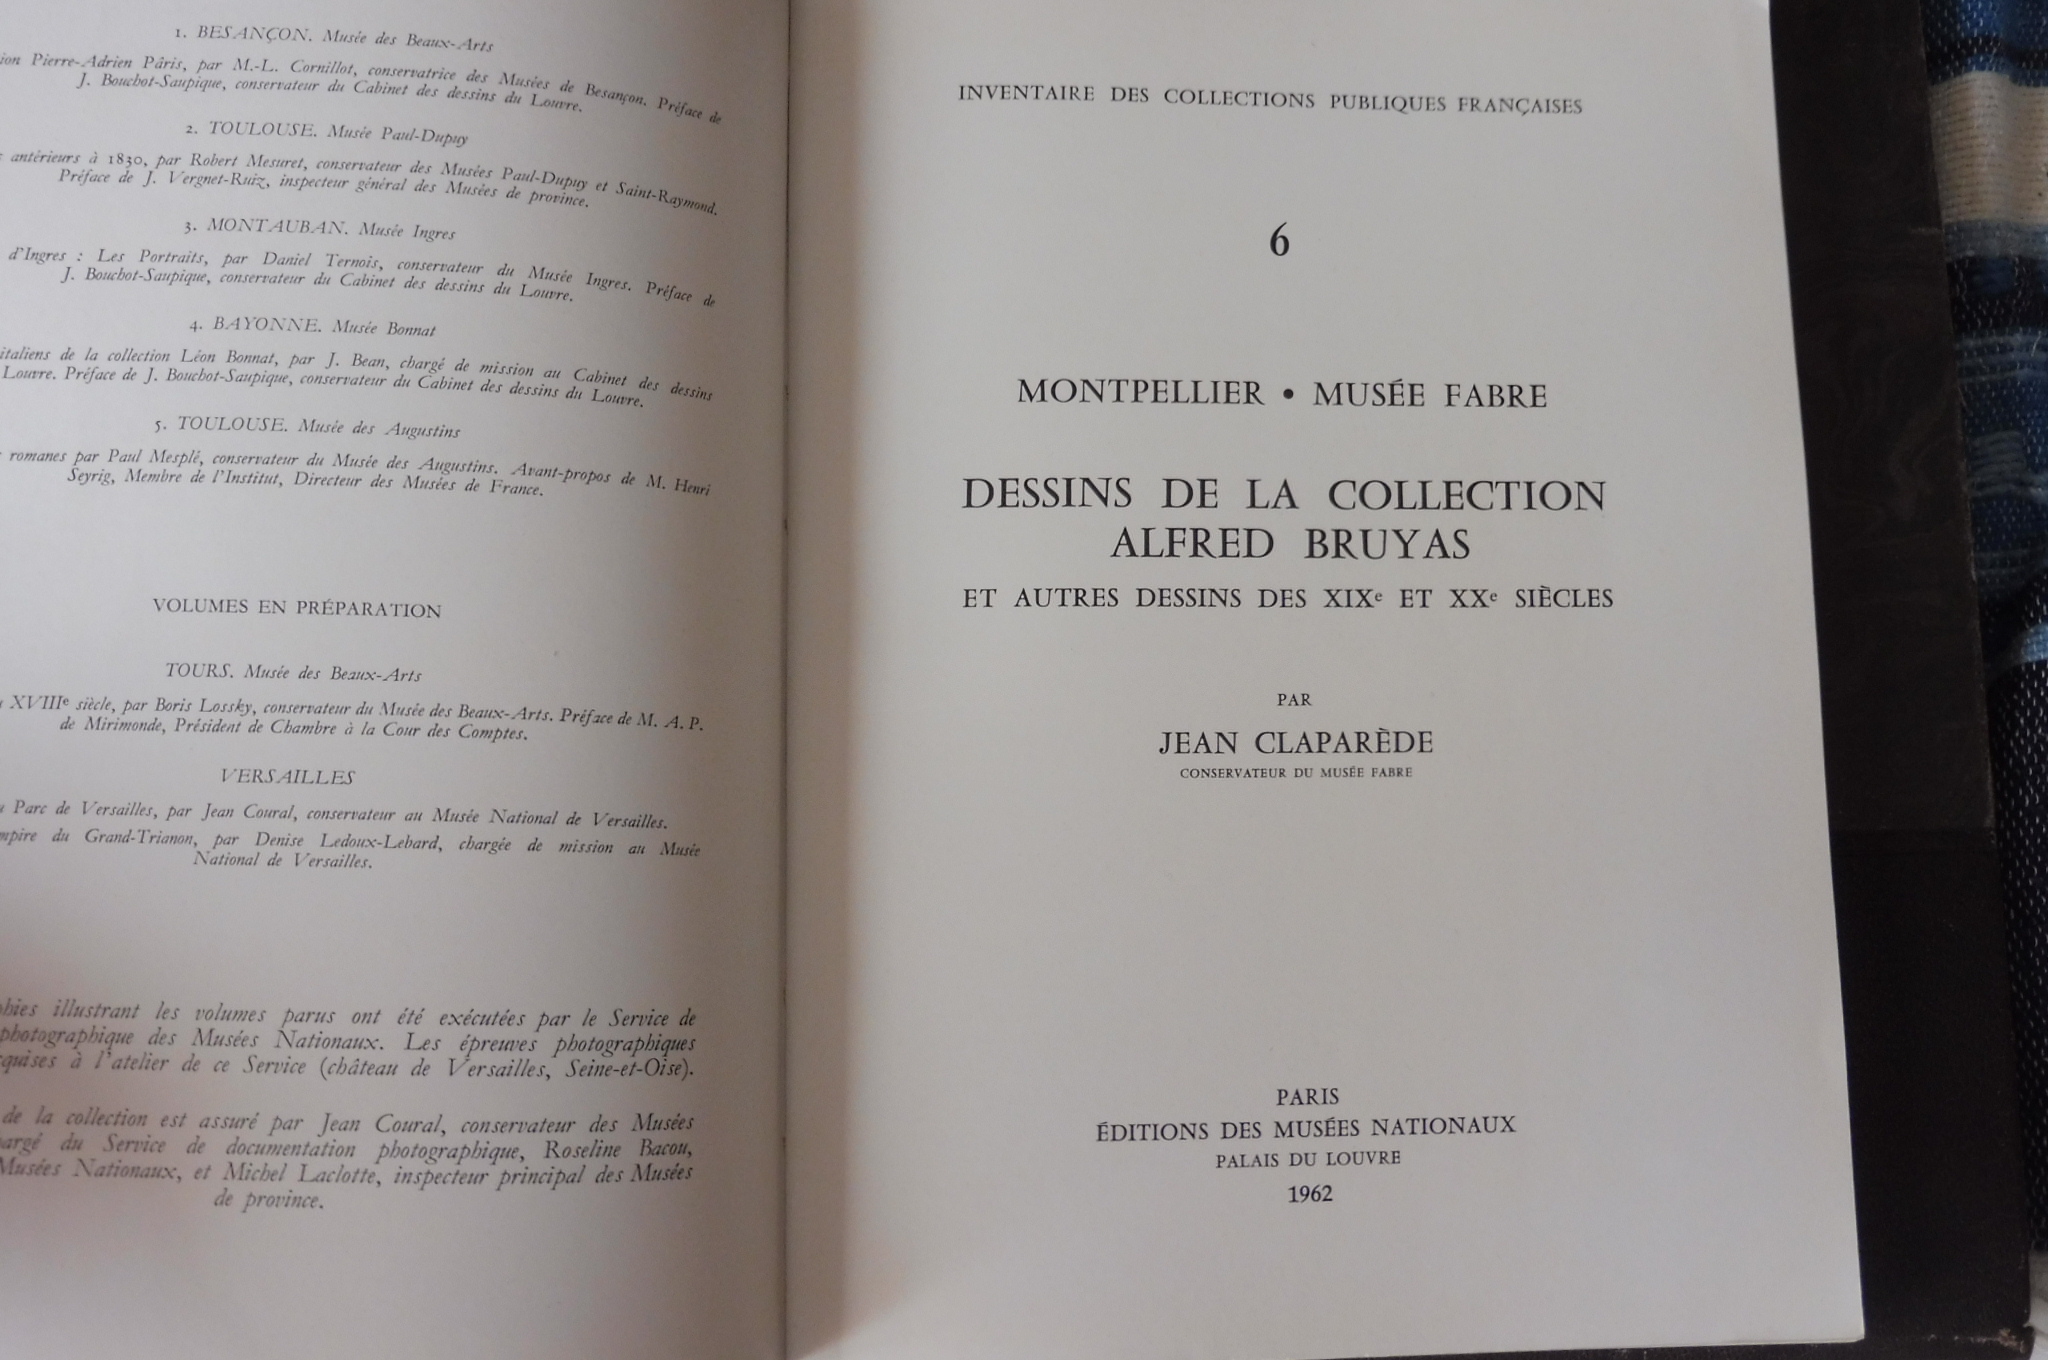 1. BESANÇON. Musée des Beaux-Arts
Pierre-Adrien Pâris, par M.-L. Cornillot, conservatrice des Musées de Besançon. Préface de
J. Bouchot-Saupique, conservateur du Cabinet des dessins du Louvre.
2. TOULOUSE. Musée Paul-Dupuy
antérieurs à 1830, par Robert Mesuret, conservateur des Musées Paul-Dupuy et Saint-Raymond.
Préface de J. Vergnet-Ruiz, inspecteur général des Musées de province.
3. MONTAUBAN. Musée Ingres
d'Ingres : Les Portraits, par Daniel Ternois, conservateur du Musée Ingres. Préface de
J. Bouchot-Saupique, conservateur du Cabinet des dessins du Louvre.
4. BAYONNE. Musée Bonnat
italiens de la collection Léon Bonnat, par J. Bean, chargé de mission au Cabinet des dessins
Louvre. Préface de J. Bouchot-Saupique, conservateur du Cabinet des dessins du Louvre.
5. TOULOUSE. Musée des Augustins
romanes par Paul Mesplé, conservateur du Musée des Augustins. Avant-propos de M. Henri
Seyrig, Membre de l'Institut, Directeur des Musées de France.
VOLUMES EN PRÉPARATION
TOURS. Musée des Beaux-Arts
XVIIIe siècle, par Boris Lossky, conservateur du Musée des Beaux-Arts. Préface de M. A. P.
de Mirimonde, Président de Chambre à la Cour des Comptes.
VERSAILLES
Parc de Versailles, par Jean Coural, conservateur au Musée National de Versailles.
du Grand-Trianon, par Denise Ledoux-Lebard, chargée de mission au Musée
National de Versailles.
illustrant les volumes parus ont été exécutées par le Service de
photographique des Musées Nationaux. Les épreuves photographiques
à l'atelier de ce Service (château de Versailles, Seine-et-Oise).
de la collection est assuré par Jean Coural, conservateur des Musées
du Service de documentation photographique, Roseline Bacou,
Musées Nationaux, et Michel Laclotte, inspecteur principal des Musées
de province.
INVENTAIRE DES COLLECTIONS PUBLIQUES FRANÇAISES
6
MONTPELLIER • MUSÉE FABRE
DESSINS DE LA COLLECTION
ALFRED BRUYAS
ET AUTRES DESSINS DES XIXe ET XXe SIÈCLES
PAR
JEAN CLAPARÈDE
CONSERVATEUR DU MUSÉE FABRE
PARIS
ÉDITIONS DES MUSÉES NATIONAUX
PALAIS DU LOUVRE
1962